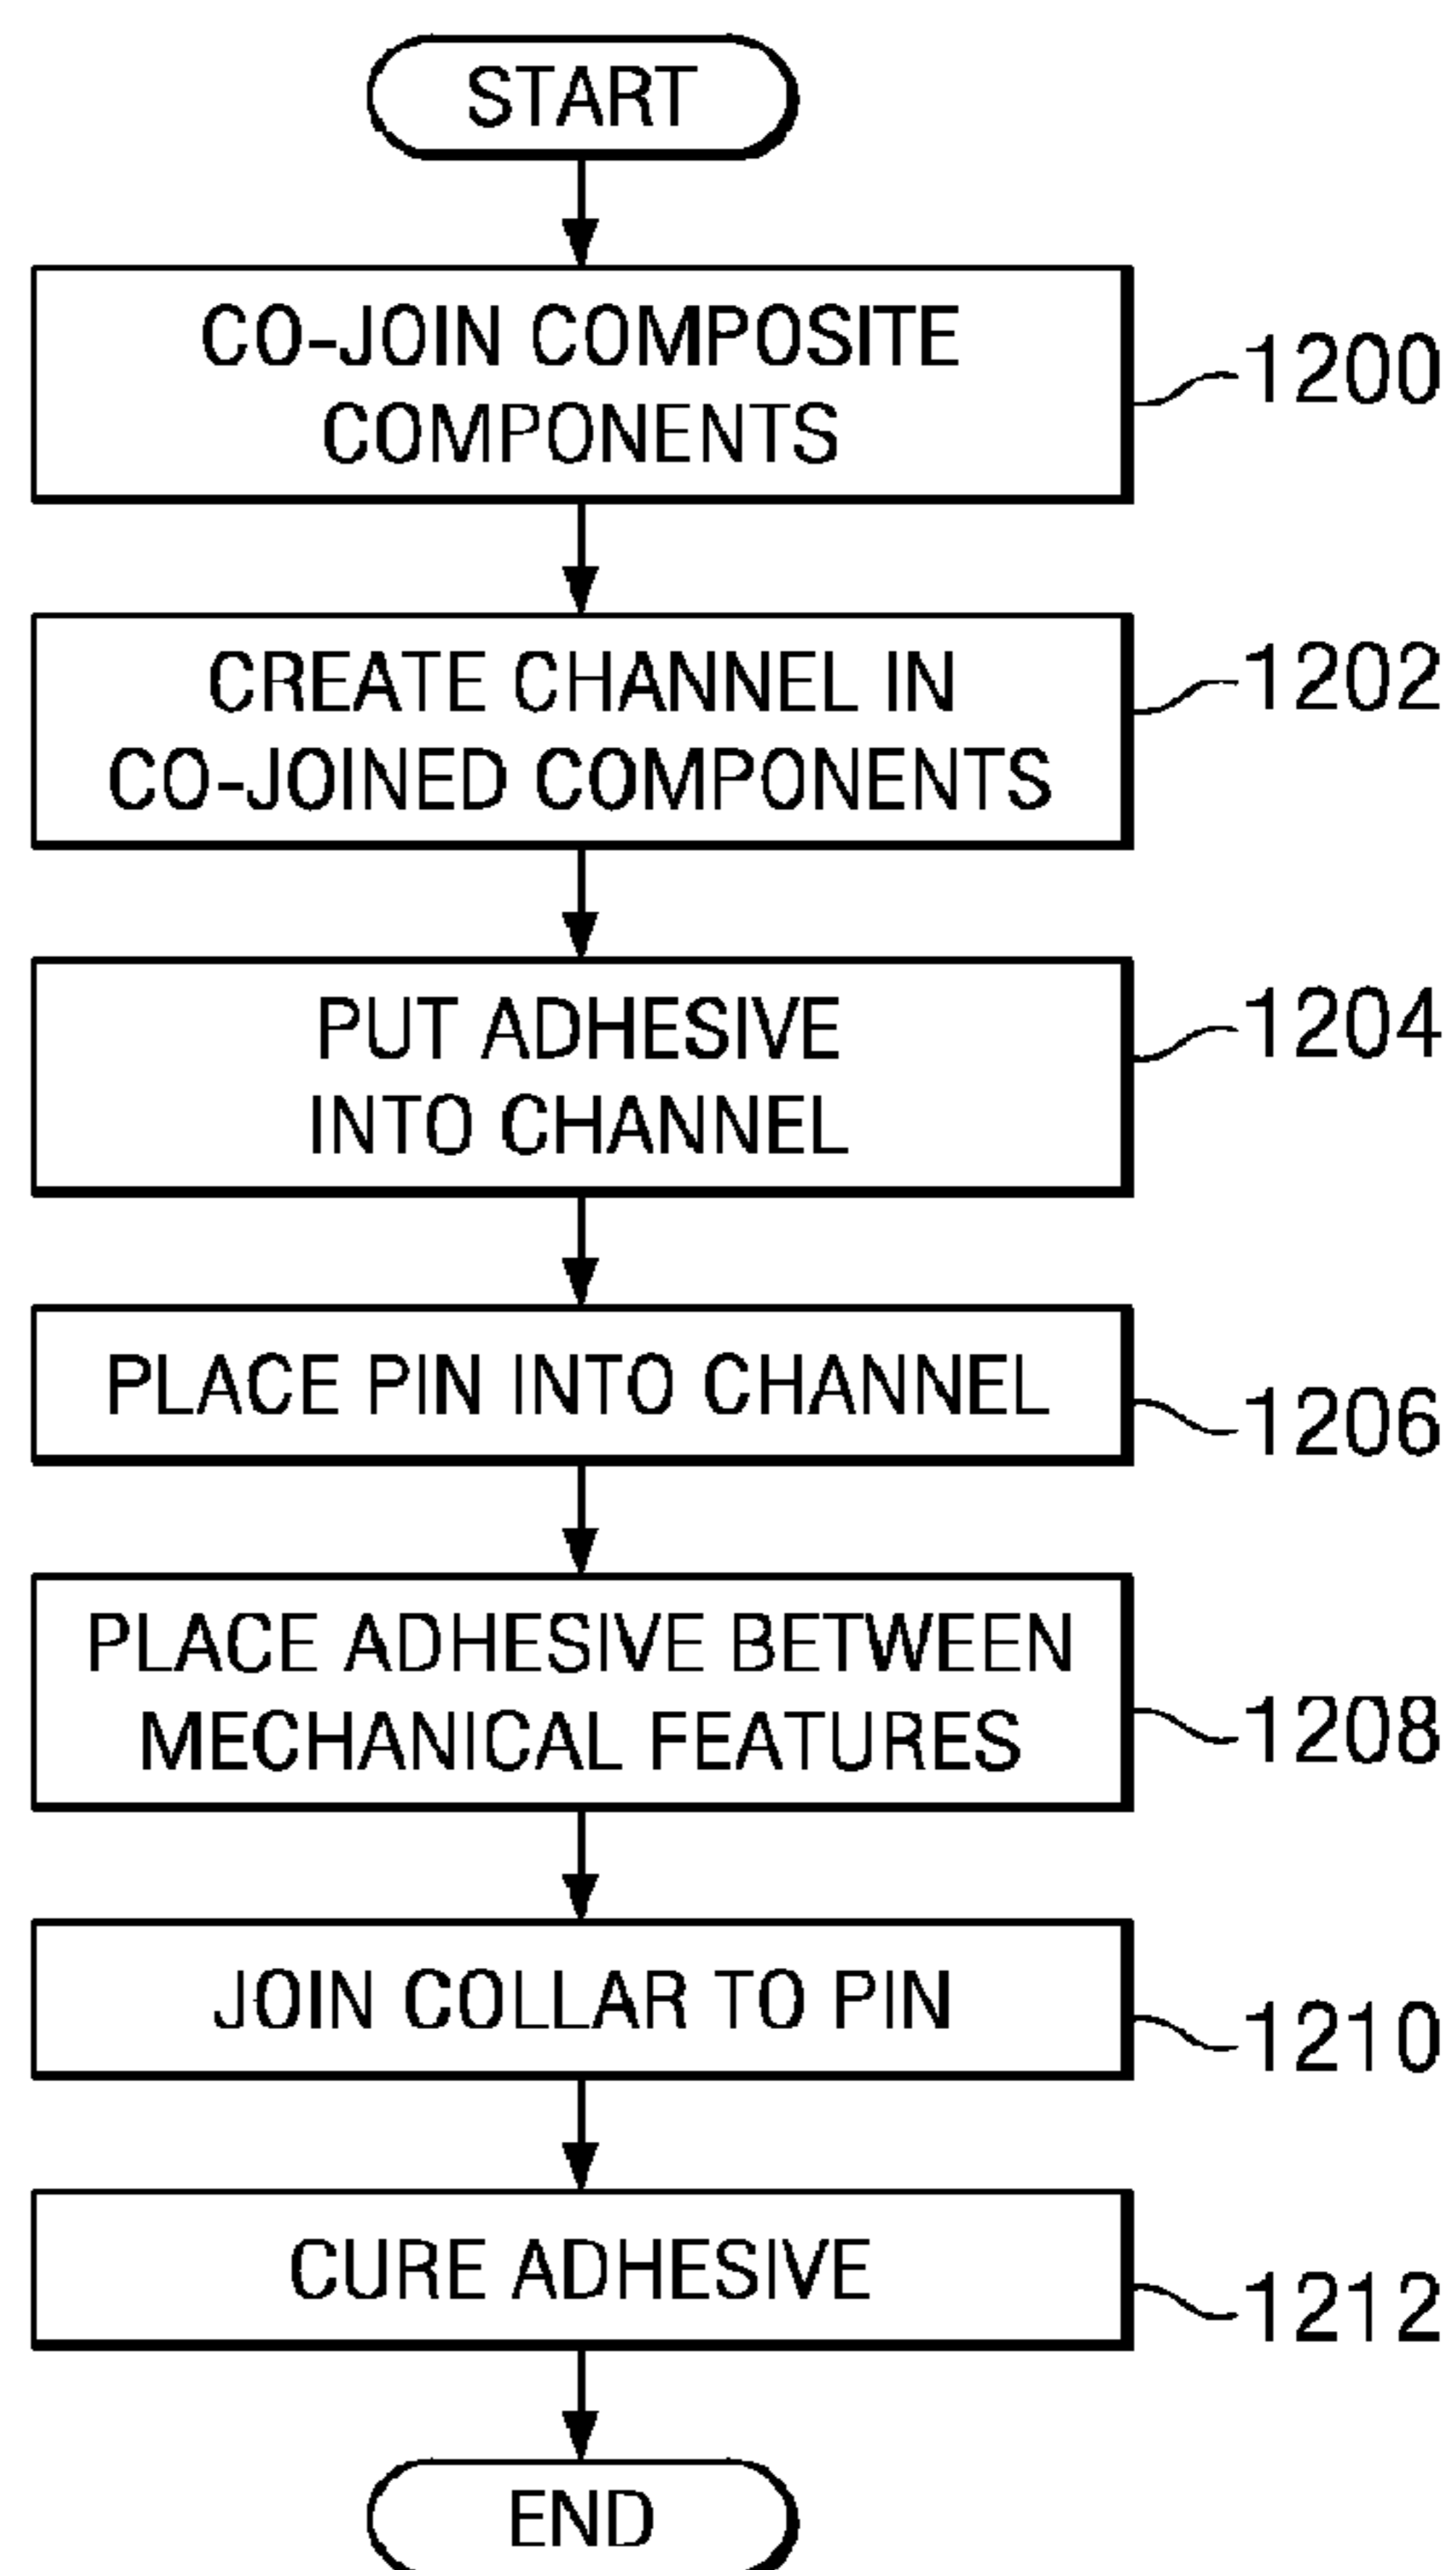 START
CO-JOIN COMPOSITE
COMPONENTS
1200
CREATE CHANNEL IN
CO-JOINED COMPONENTS
1202
PUT ADHESIVE
INTO CHANNEL
1204
PLACE PIN INTO CHANNEL
1206
PLACE ADHESIVE BETWEEN
MECHANICAL FEATURES
1208
JOIN COLLAR TO PIN
1210
CURE ADHESIVE
1212
END